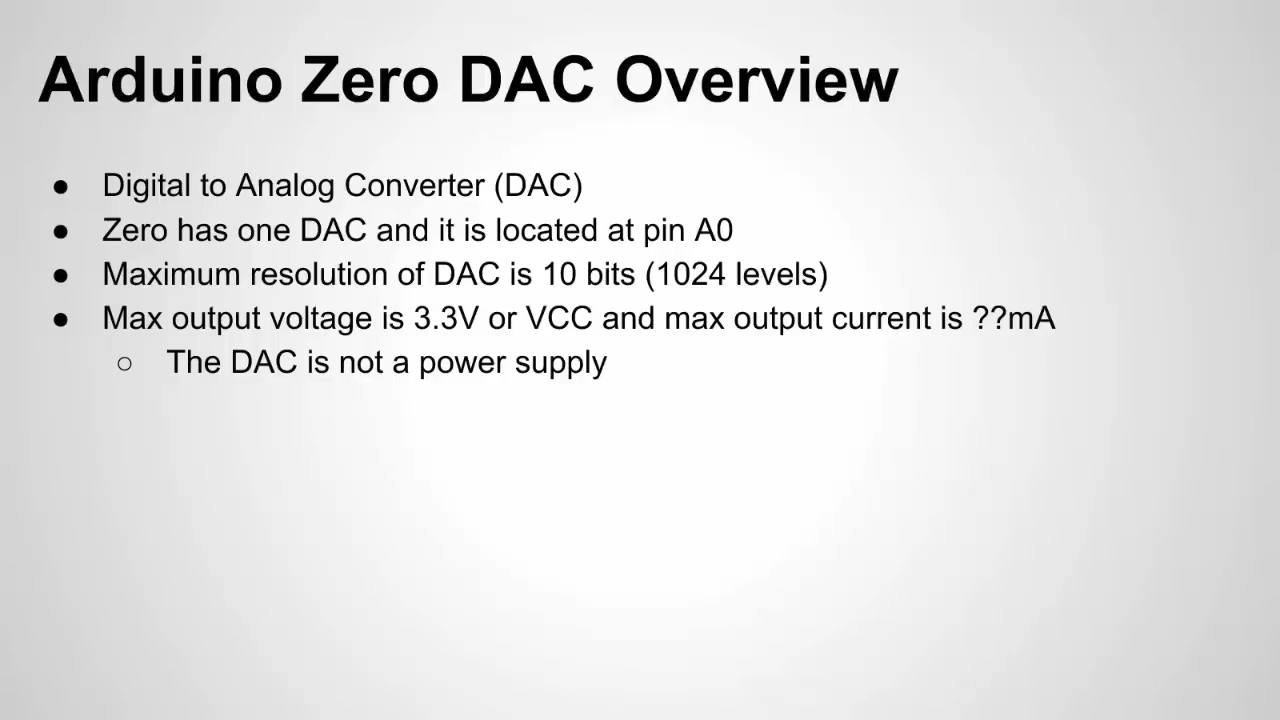 Arduino Zero DAC Overview
● Digital to Analog Converter (DAC)
● Zero has one DAC and it is located at pin A0
● Maximum resolution of DAC is 10 bits (1024 levels)
● Max output voltage is 3.3V or VCC and max output current is ??mA
○ The DAC is not a power supply